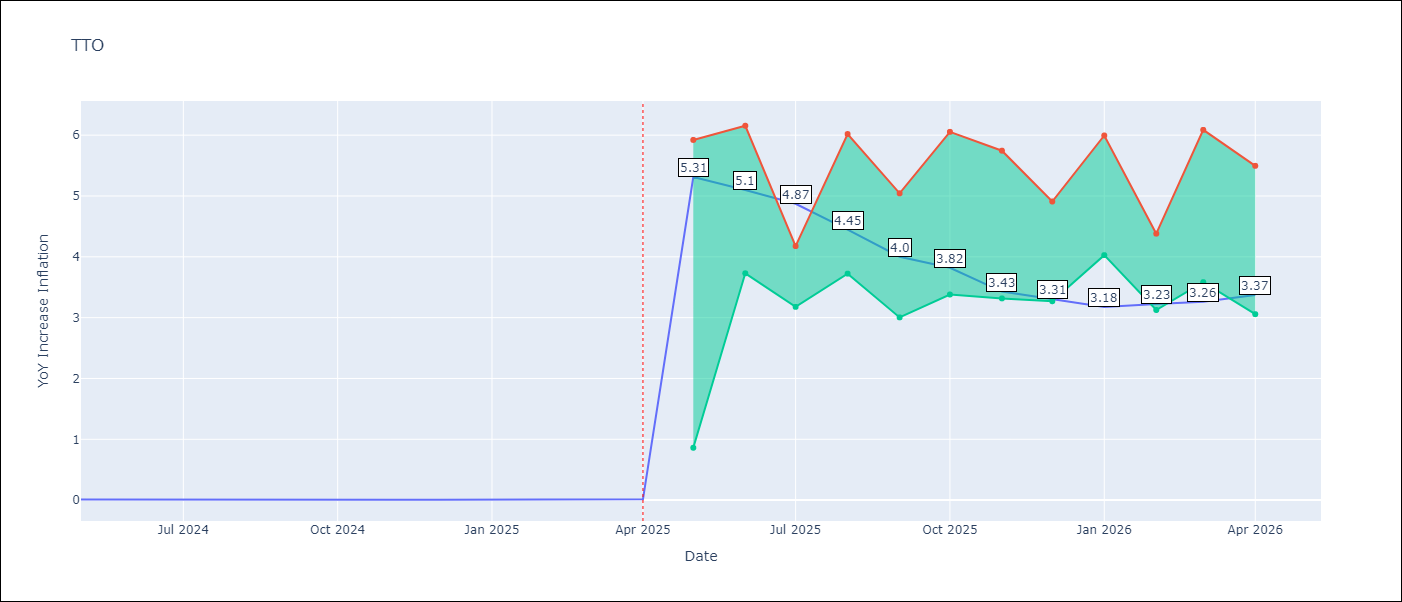 TTO
YoY Increase Inflation
6
5
4
3
2
1
0
5.31
5.1
4.87
4.45
4.0
3.82
3.43
3.31
3.18
3.23
3.26
3.37
Jul 2024
Oct 2024
Jan 2025
Apr 2025
Jul 2025
Oct 2025
Jan 2026
Apr 2026
Date